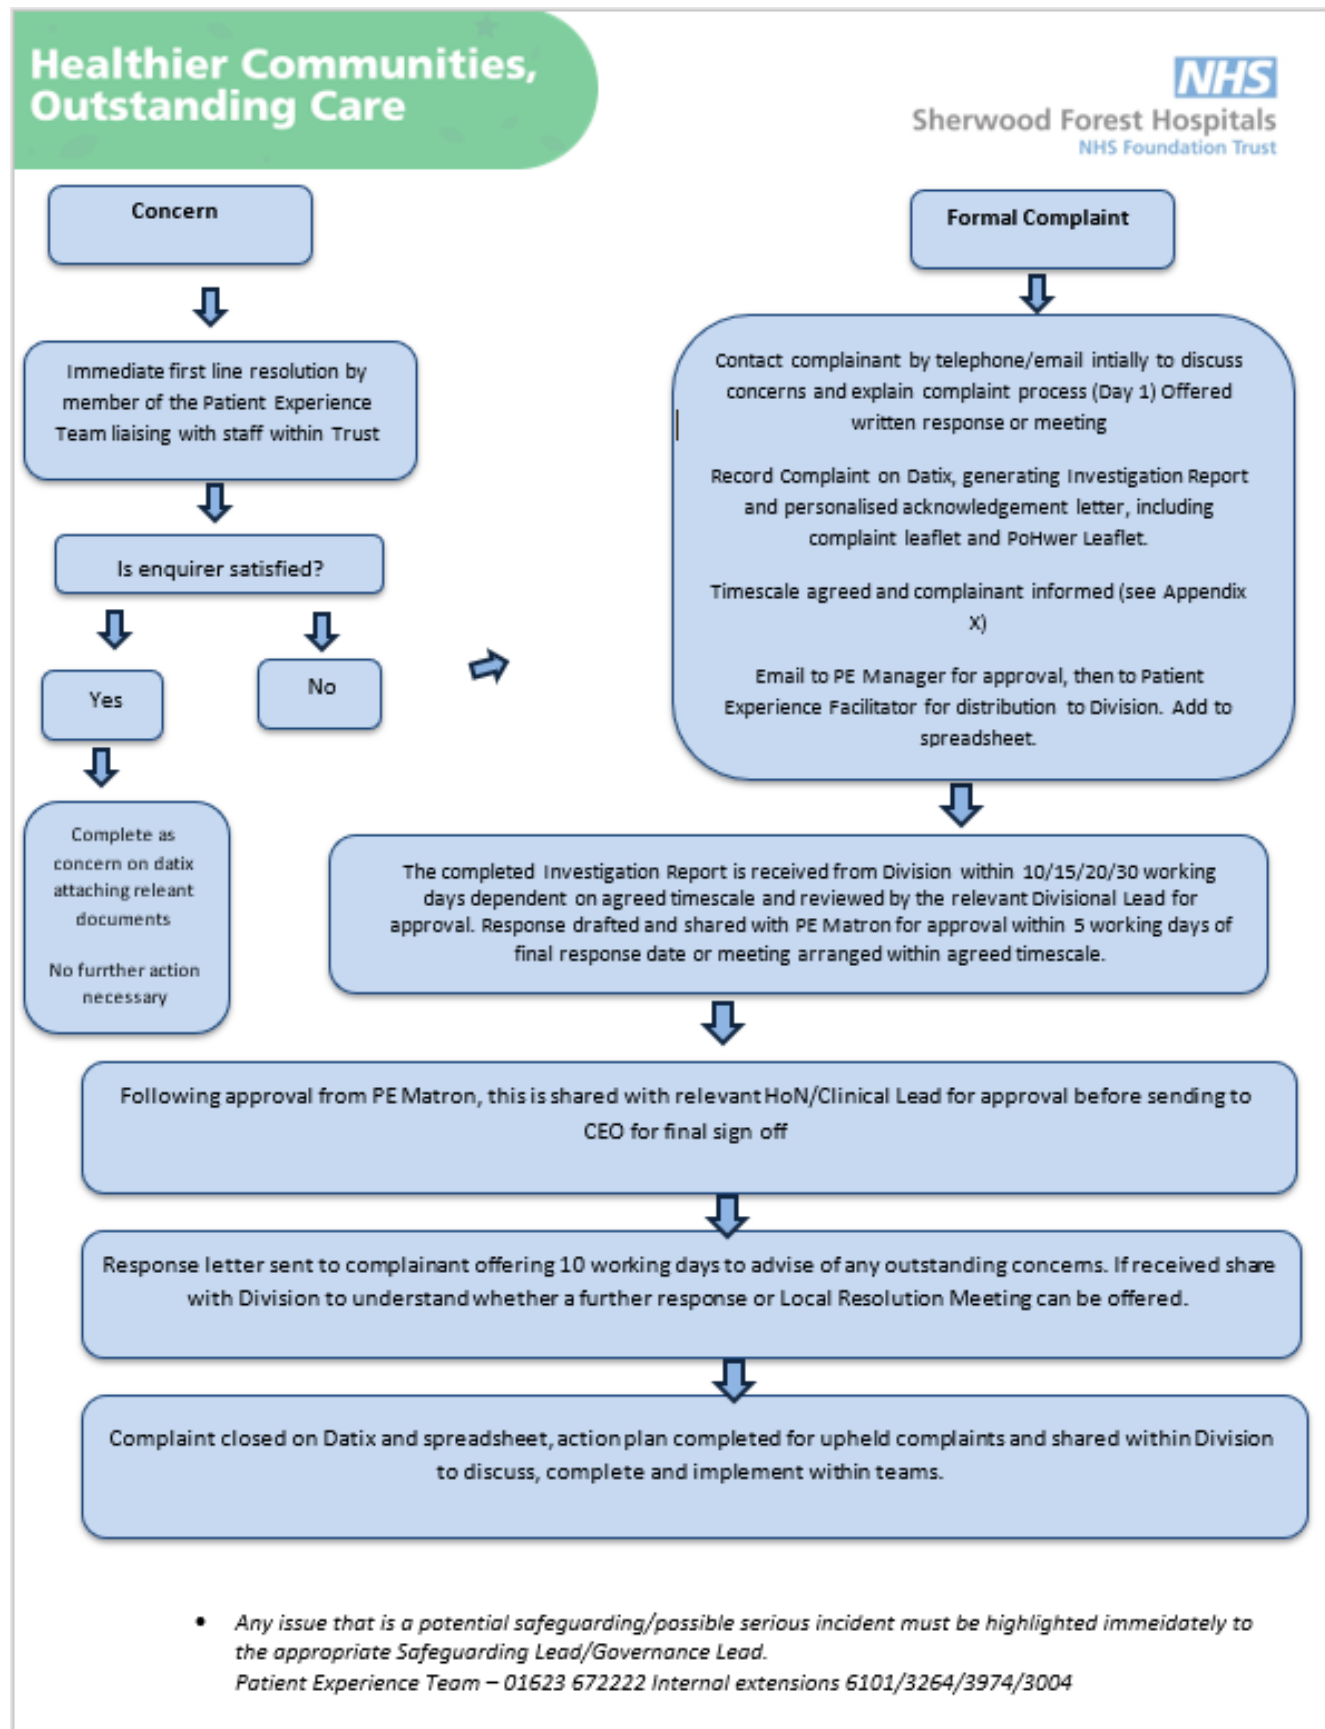 Healthier Communities,
Outstanding Care
NHS
Sherwood Forest Hospitals
NHS Foundation Trust
Concern
Immediate first line resolution by
member of the Patient Experience
Team liaising with staff within Trust
Is enquirer satisfied?
Yes
No
Complete as
concern on datix
attaching releant
documents
No furrther action
necessary
Formal Complaint
Contact complainant by telephone/email intially to discuss
concerns and explain complaint process (Day 1) Offered
written response or meeting
Record Complaint on Datix, generating Investigation Report
and personalised acknowledgement letter, including
complaint leaflet and PoHwer Leaflet.
Timescale agreed and complainant informed (see Appendix
X)
Email to PE Manager for approval, then to Patient
Experience Facilitator for distribution to Division. Add to
spreadsheet.
The completed Investigation Report is received from Division within 10/15/20/30 working
days dependent on agreed timescale and reviewed by the relevant Divisional Lead for
approval. Response drafted and shared with PE Matron for approval within 5 working days of
final response date or meeting arranged within agreed timescale.
Following approval from PE Matron, this is shared with relevant HoN/Clinical Lead for approval before sending to
CEO for final sign off
Response letter sent to complainant offering 10 working days to advise of any outstanding concerns. If received share
with Division to understand whether a further response or Local Resolution Meeting can be offered.
Complaint closed on Datix and spreadsheet, action plan completed for upheld complaints and shared within Division
to discuss, complete and implement within teams.
• Any issue that is a potential safeguarding/possible serious incident must be highlighted immeidately to
the appropriate Safeguarding Lead/Governance Lead.
Patient Experience Team – 01623 672222 Internal extensions 6101/3264/3974/3004